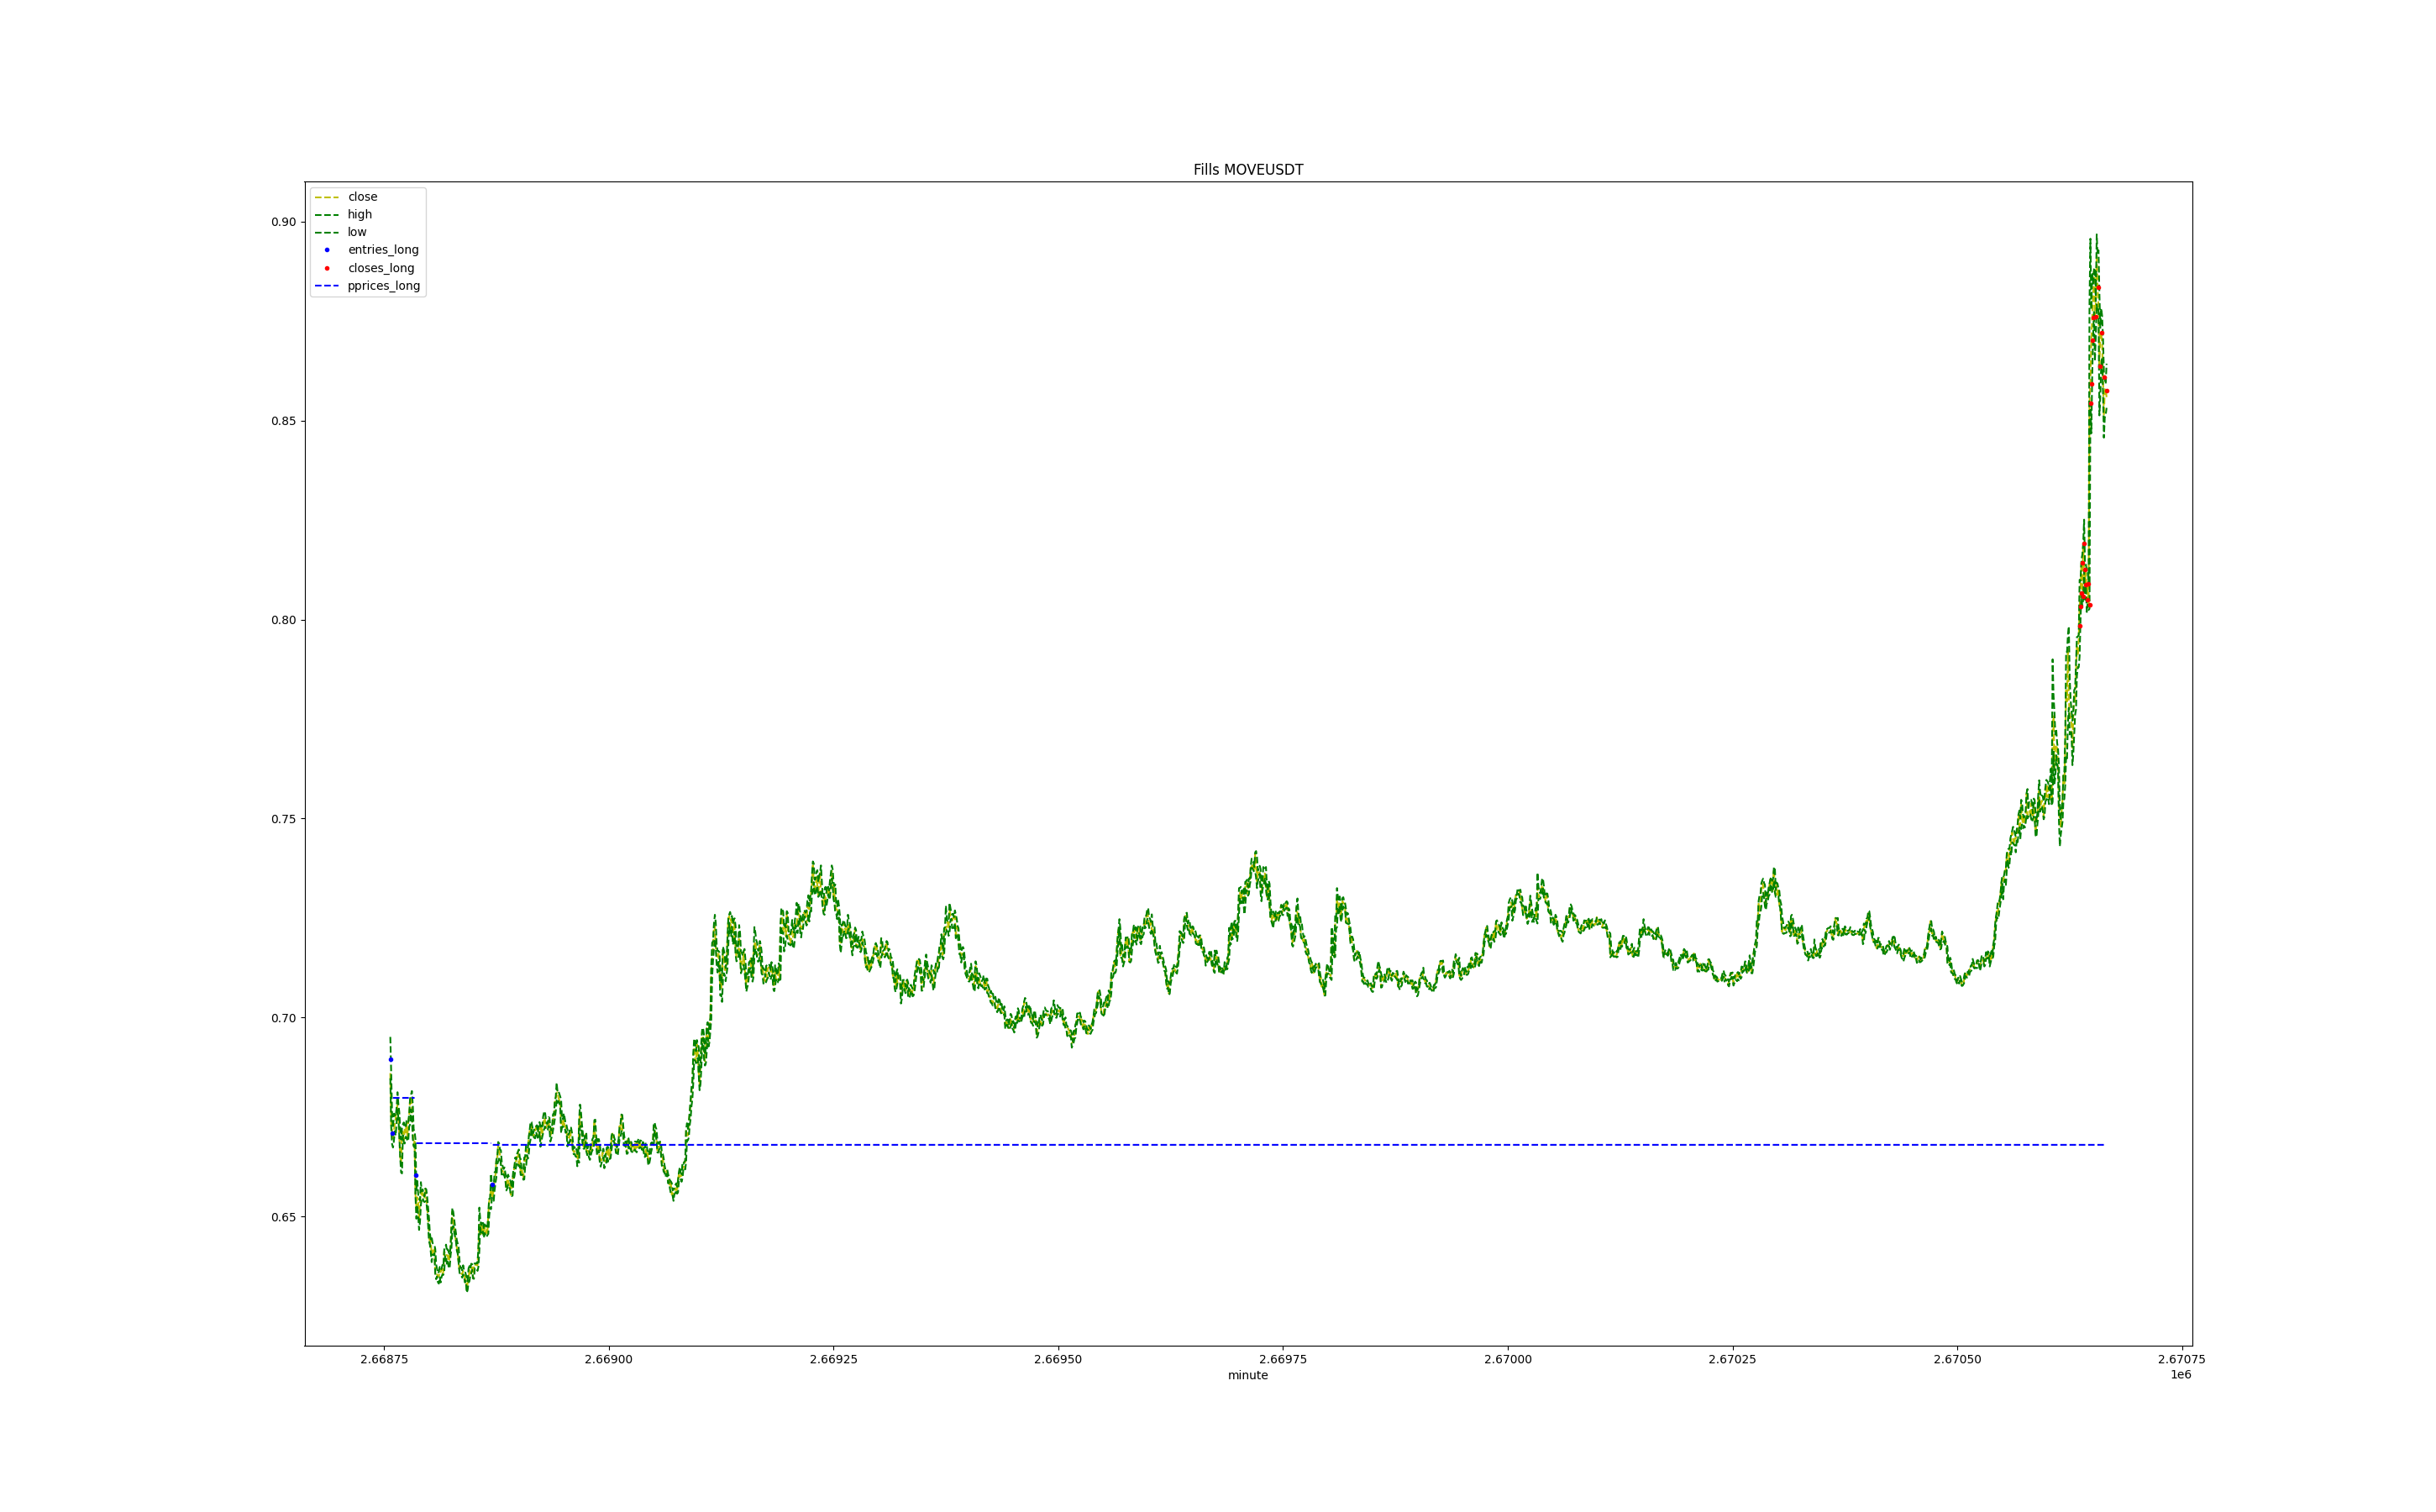 Fills MOVEUSDT
close
high
low
entries_long
closes_long
pprices_long
0.90
0.85
0.80
0.75
0.70
0.65
2.66875
2.66900
2.66925
2.66950
2.66975
2.67000
2.67025
2.67050
2.67075
minute
1e6